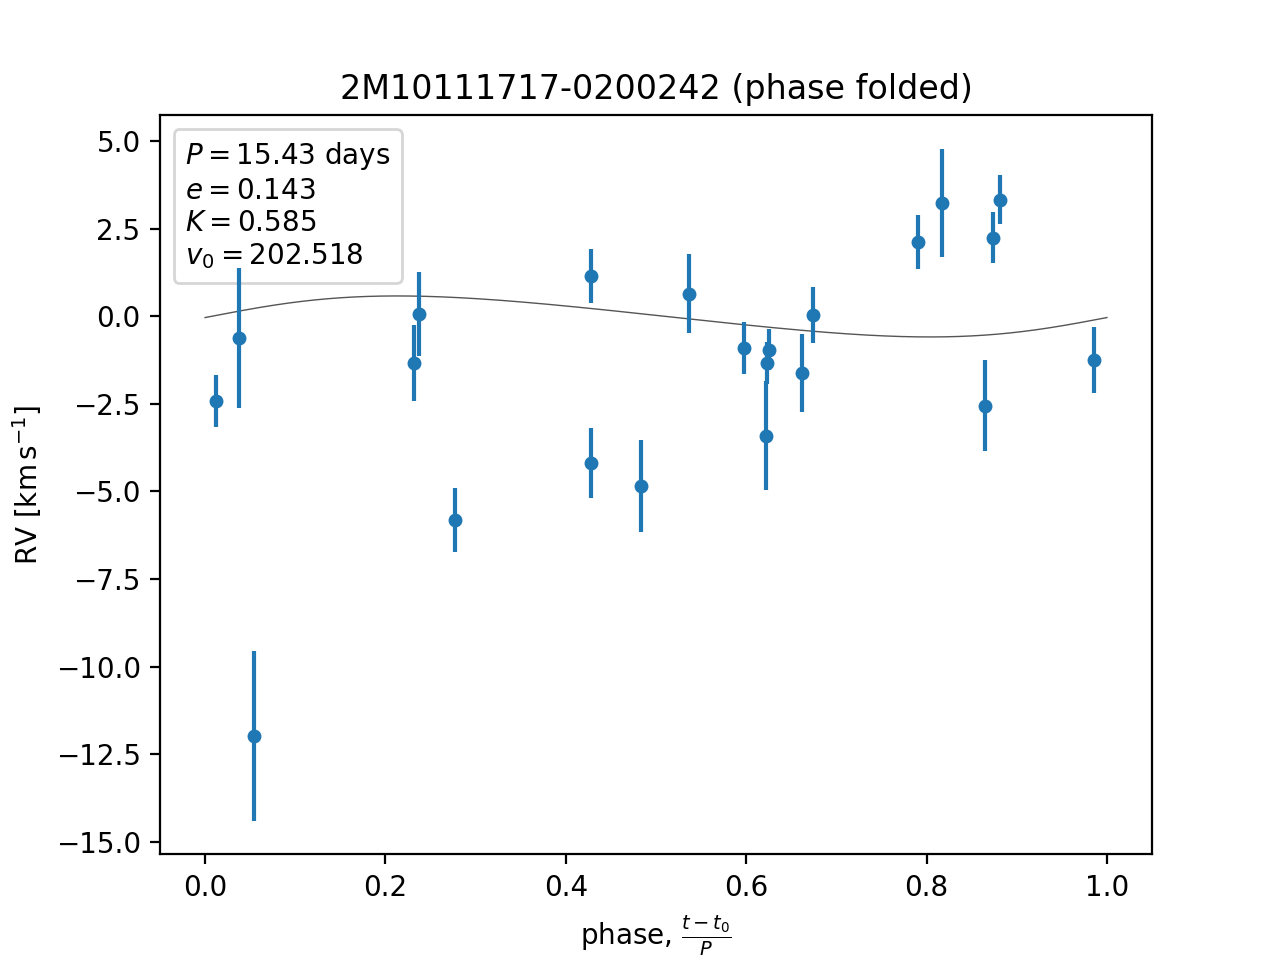 2M10111717-0200242 (phase folded)
P = 15.43 days
e = 0.143
K = 0.585
v₀ = 202.518
5.0
2.5
0.0
−2.5
−5.0
−7.5
−10.0
−12.5
−15.0
RV [km s⁻¹]
0.0 0.2 0.4 0.6 0.8 1.0
phase, (t − t₀)/P